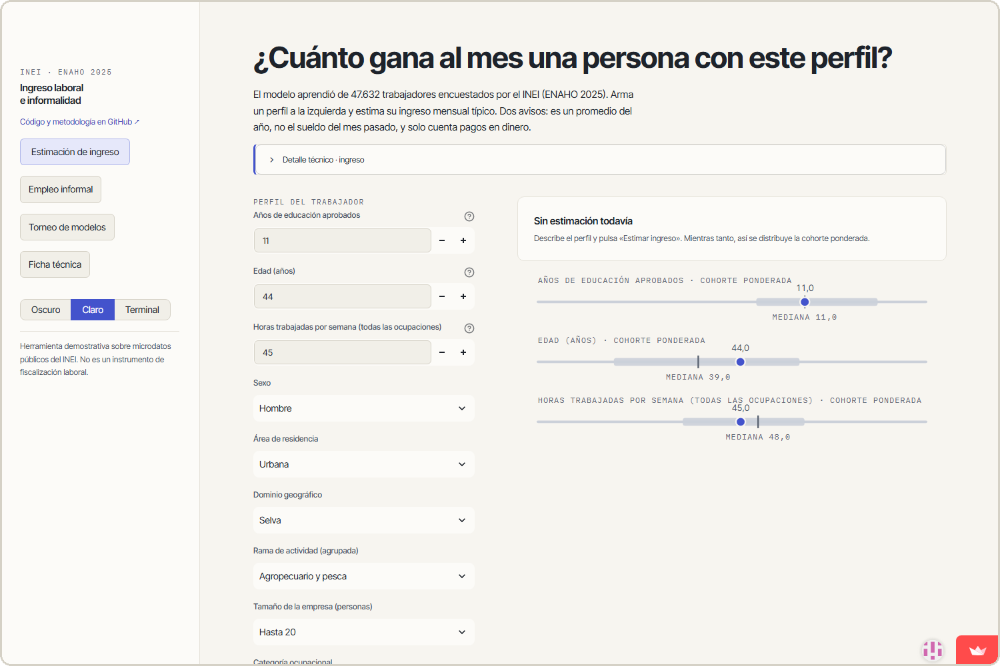 INEI · ENAHO 2025
Ingreso laboral
e informalidad
Código y metodología en GitHub ↗
Estimación de ingreso
Empleo informal
Torneo de modelos
Ficha técnica
Oscuro
Claro
Terminal
Herramienta demostrativa sobre microdatos
públicos del INEI. No es un instrumento de
fiscalización laboral.
¿Cuánto gana al mes una persona con este perfil?
El modelo aprendió de 47.632 trabajadores encuestados por el INEI (ENAHO 2025). Arma
un perfil a la izquierda y estima su ingreso mensual típico. Dos avisos: es un promedio del
año, no el sueldo del mes pasado, y solo cuenta pagos en dinero.
Detalle técnico · ingreso
PERFIL DEL TRABAJADOR
Años de educación aprobados
11
Edad (años)
44
Horas trabajadas por semana (todas las ocupaciones)
45
Sexo
Hombre
Área de residencia
Urbana
Dominio geográfico
Selva
Rama de actividad (agrupada)
Agropecuario y pesca
Tamaño de la empresa (personas)
Hasta 20
Categoría ocupacional
Sin estimación todavía
Describe el perfil y pulsa «Estimar ingreso». Mientras tanto, así se distribuye la cohorte ponderada.
AÑOS DE EDUCACIÓN APROBADOS · COHORTE PONDERADA
11,0
MEDIANA 11,0
EDAD (AÑOS) · COHORTE PONDERADA
44,0
MEDIANA 39,0
HORAS TRABAJADAS POR SEMANA (TODAS LAS OCUPACIONES) · COHORTE PONDERADA
45,0
MEDIANA 48,0